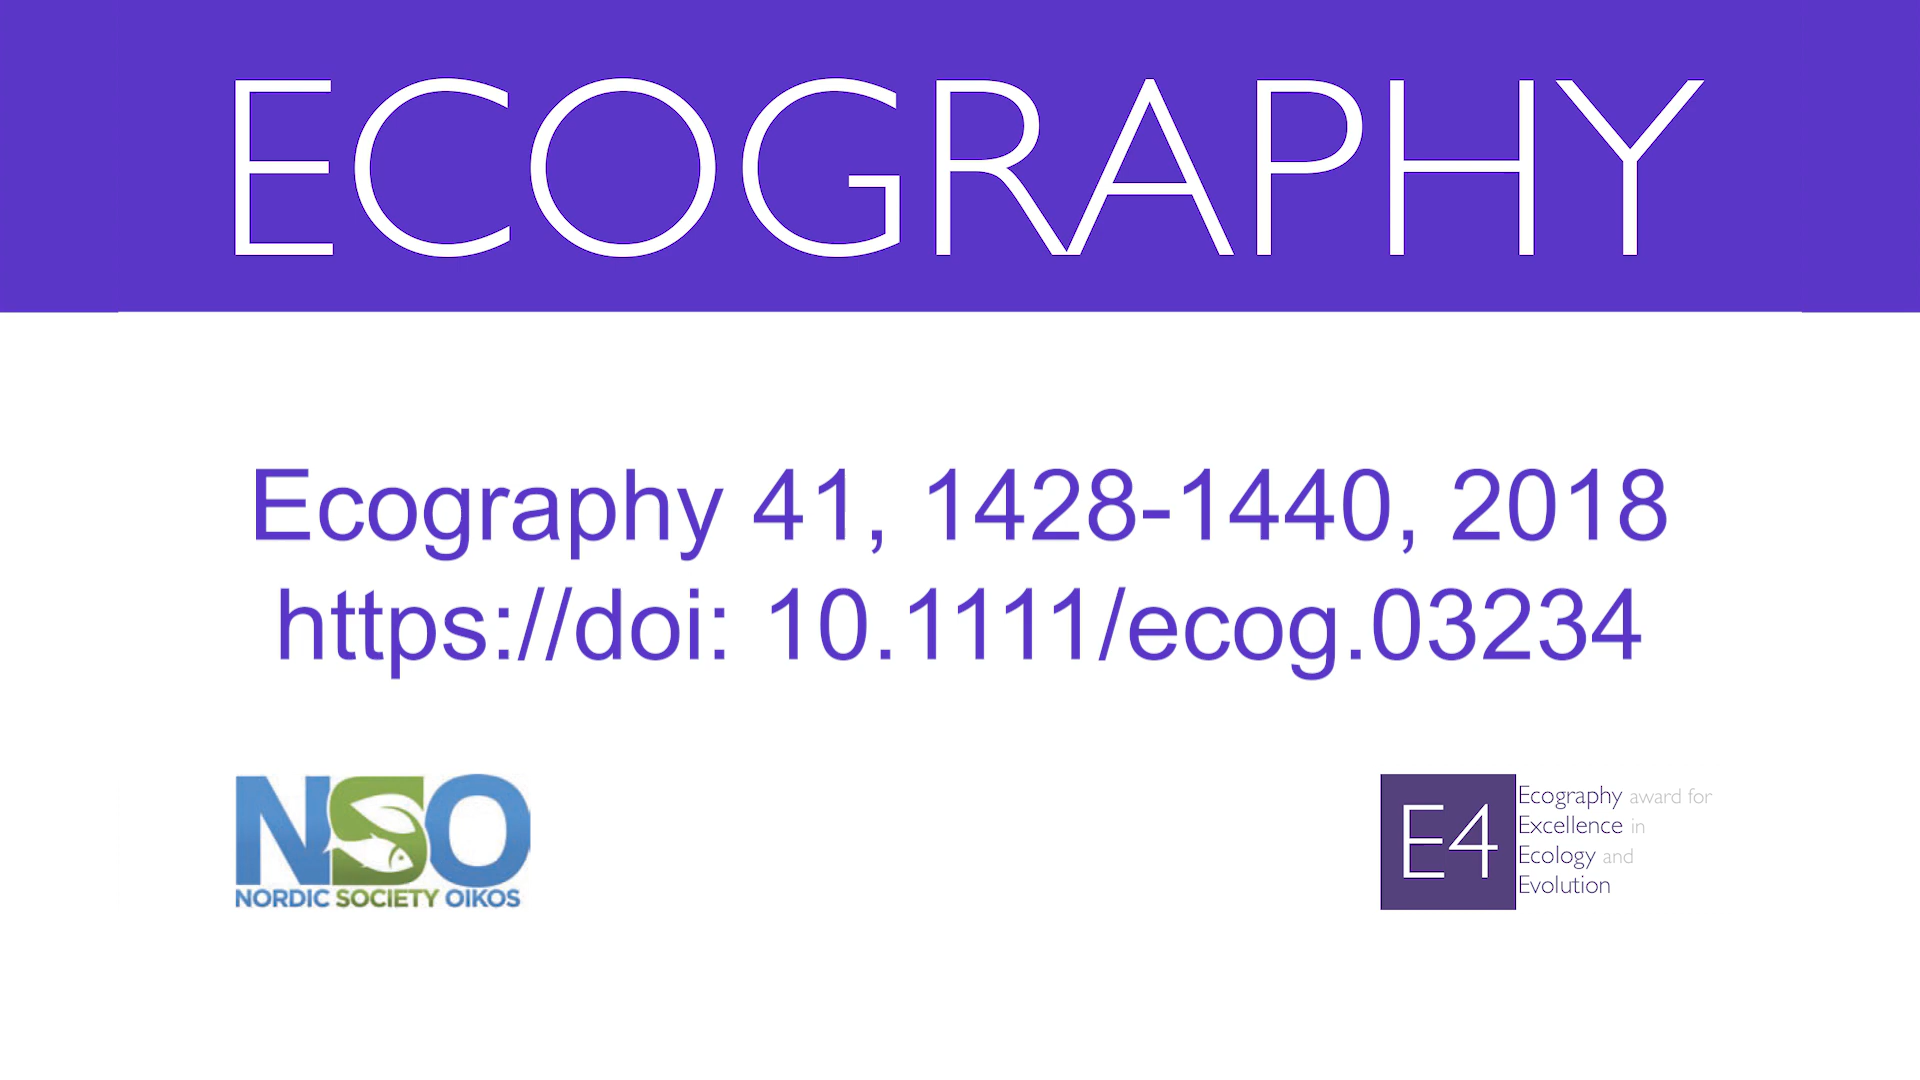 ECOGRAPHY
Ecography 41, 1428-1440, 2018
https://doi: 10.1111/ecog.03234
NSO
NORDIC SOCIETY OIKOS
E4
Ecography award for
Excellence in
Ecology and
Evolution